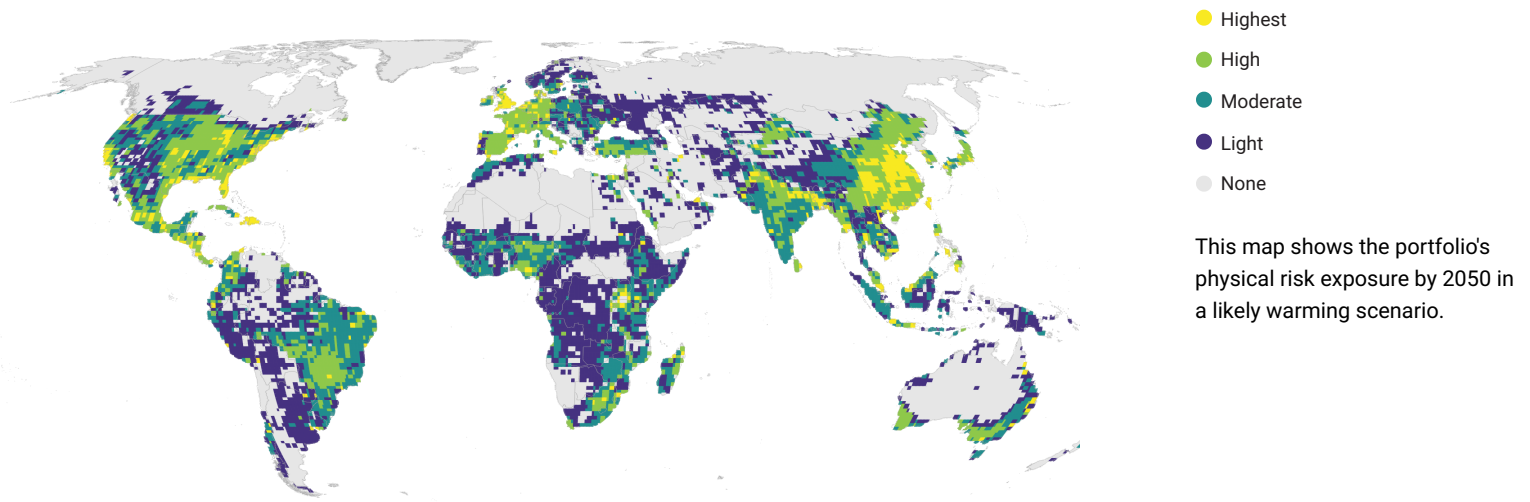 Highest
High
Moderate
Light
None
This map shows the portfolio's
physical risk exposure by 2050 in
a likely warming scenario.